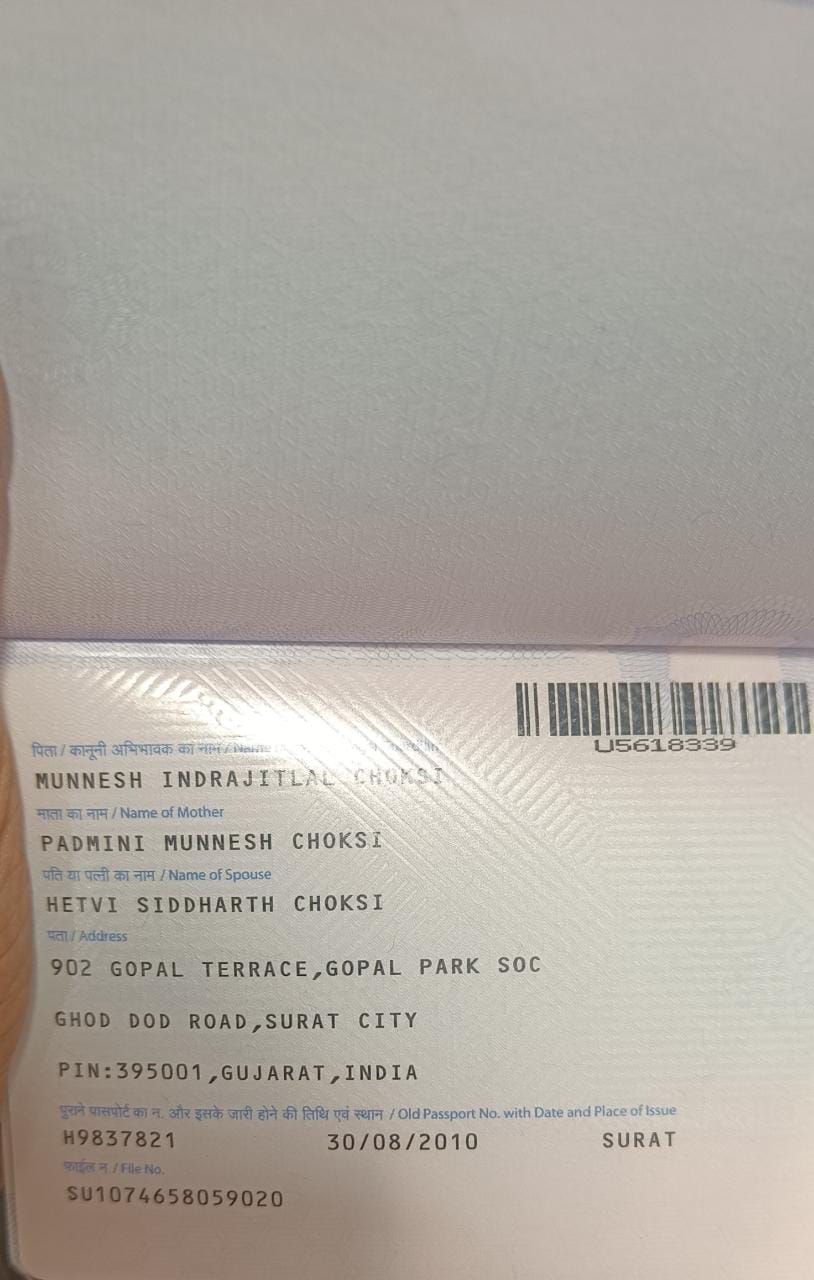 U5618339
पिता / कानूनी अभिभावक का नाम / Name
MUNNESH INDRAJITLAL CHOKSI
माता का नाम / Name of Mother
PADMINI MUNNESH CHOKSI
पति या पत्नी का नाम / Name of Spouse
HETVI SIDDHARTH CHOKSI
पता / Address
902 GOPAL TERRACE,GOPAL PARK SOC
GHOD DOD ROAD,SURAT CITY
PIN:395001,GUJARAT,INDIA
पुराने पासपोर्ट का न. और इसके जारी होने की तिथि एवं स्थान / Old Passport No. with Date and Place of Issue
H9837821 30/08/2010 SURAT
फ़ाईल न. / File No.
SU1074658059020